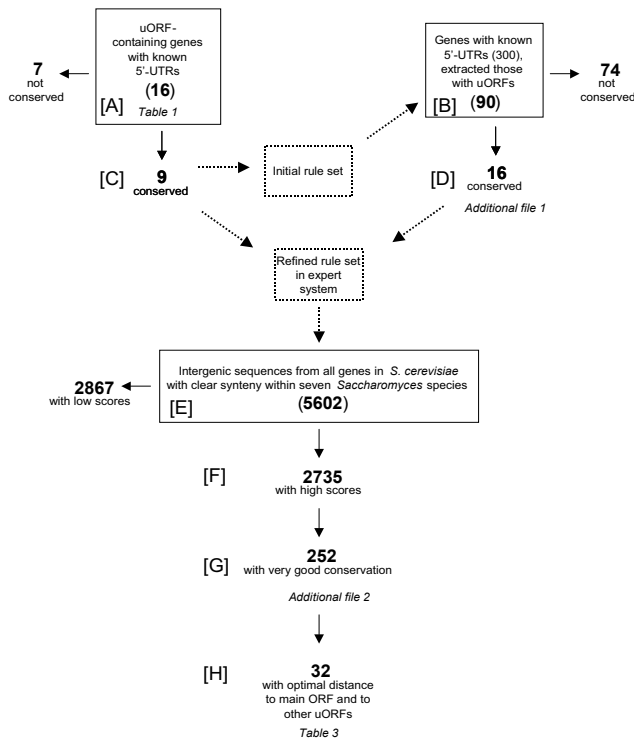 uORF-
containing genes
with known
5'-UTRs
(16)
[A]
Table 1
7
not
conserved
Genes with known
5'-UTRs (300),
extracted those
with uORFs
[B]
(90)
74
not
conserved
[C]
9
conserved
Initial rule set
[D]
16
conserved
Additional file 1
Refined rule set
in expert
system
Intergenic sequences from all genes in S. cerevisiae
with clear synteny within seven Saccharomyces species
(5602)
[E]
2867
with low scores
[F]
2735
with high scores
[G]
252
with very good conservation
Additional file 2
[H]
32
with optimal distance
to main ORF and to
other uORFs
Table 3